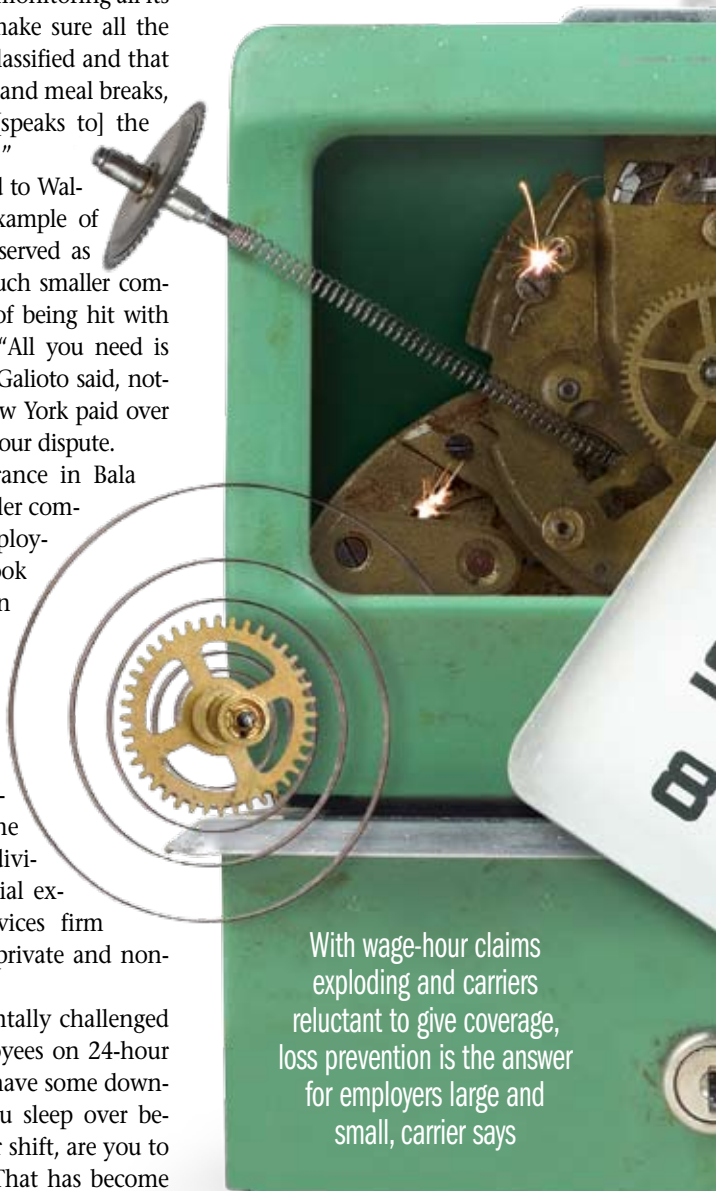 monitoring all its
make sure all the
lassified and that
and meal breaks,
[speaks to] the
”
d to Wal-
xample of
served as
uch smaller com-
of being hit with
“All you need is
Galioto said, not-
w York paid over
our dispute.
rance in Bala
ler com-
ploy-
ook
n
-
ne
divi-
ial ex-
vices firm
private and non-
ntally challenged
oyees on 24-hour
have some down-
u sleep over be-
r shift, are you to
That has become
8
With wage-hour claims
exploding and carriers
reluctant to give coverage,
loss prevention is the answer
for employers large and
small, carrier says